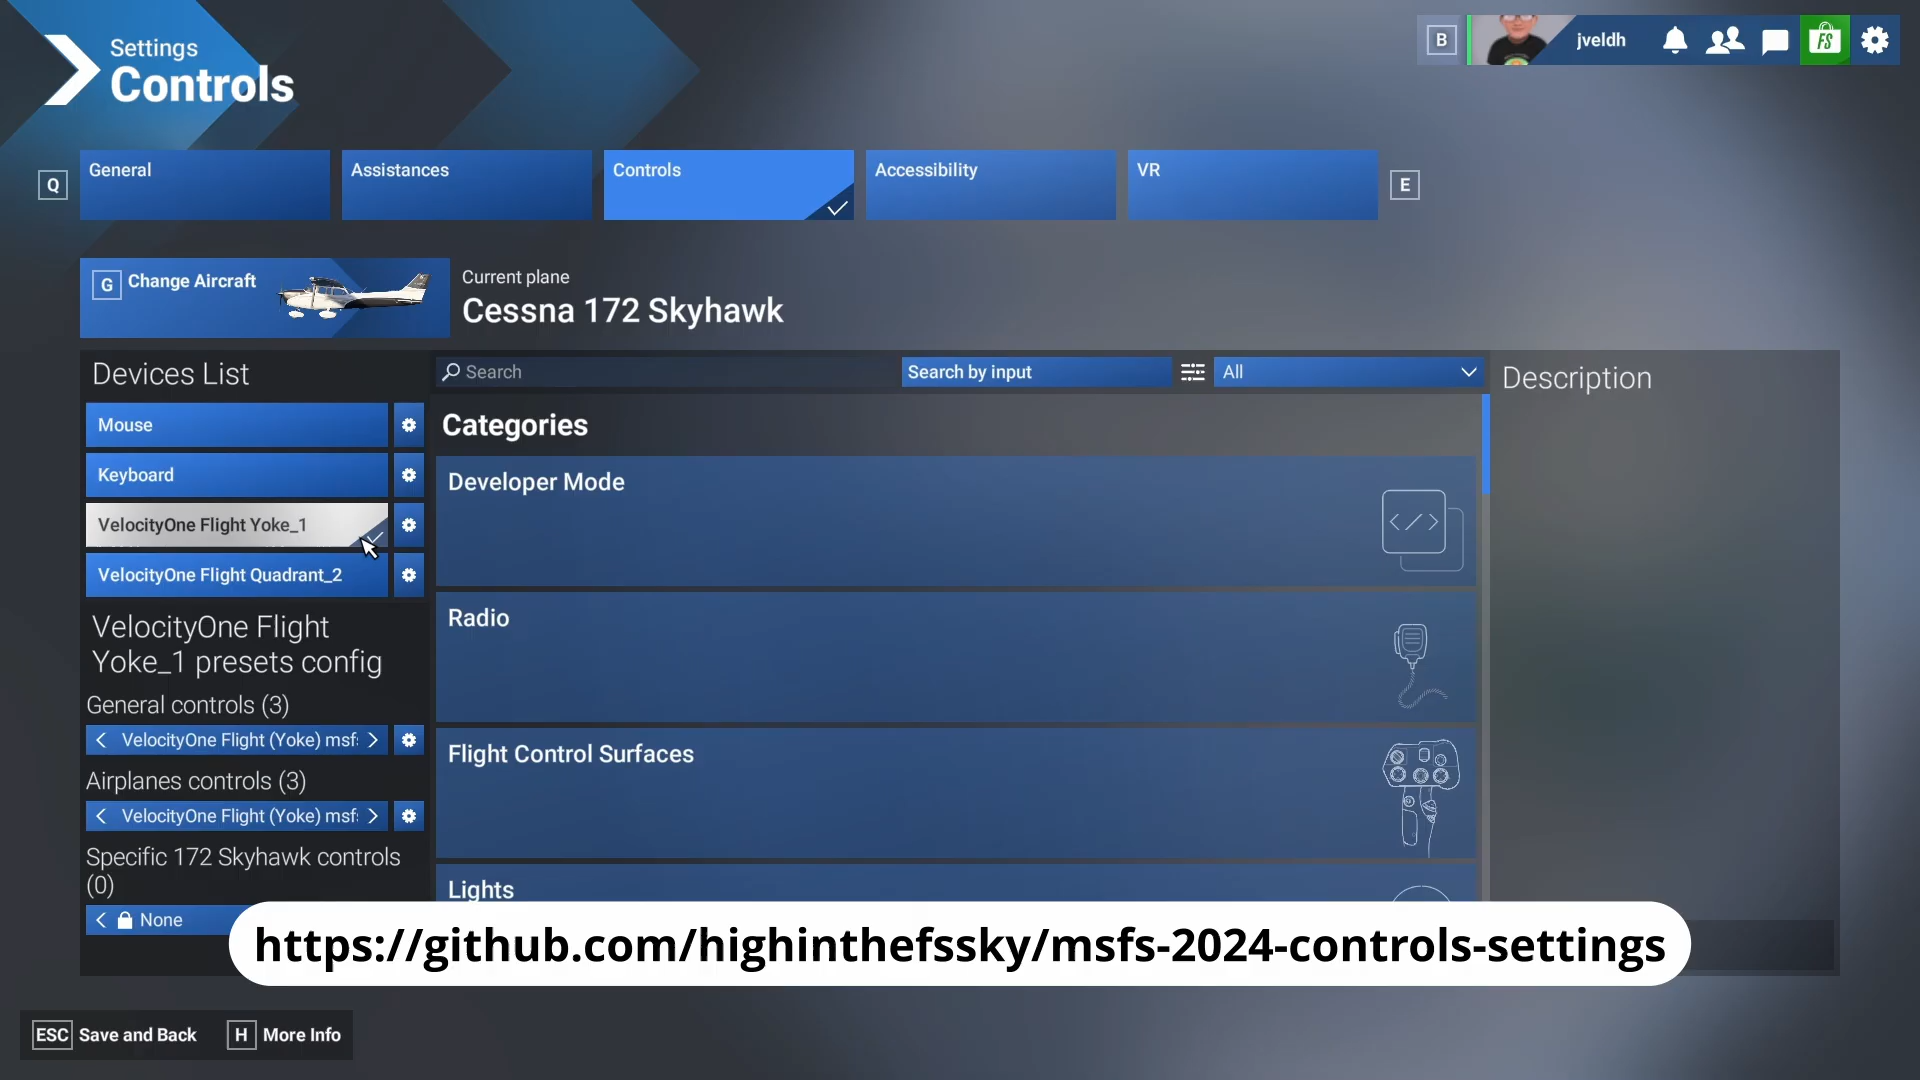 Settings
Controls
B
jveldh
FS
Q
General
Assistances
Controls
Accessibility
VR
E
G Change Aircraft
Current plane
Cessna 172 Skyhawk
Devices List
Search
Search by input
All
Description
Mouse
Keyboard
VelocityOne Flight Yoke_1
VelocityOne Flight Quadrant_2
Categories
Developer Mode
Radio
Flight Control Surfaces
Lights
VelocityOne Flight
Yoke_1 presets config
General controls (3)
VelocityOne Flight (Yoke) msf
Airplanes controls (3)
VelocityOne Flight (Yoke) msf
Specific 172 Skyhawk controls
(0)
None
https://github.com/highinthefssky/msfs-2024-controls-settings
ESC Save and Back
H More Info